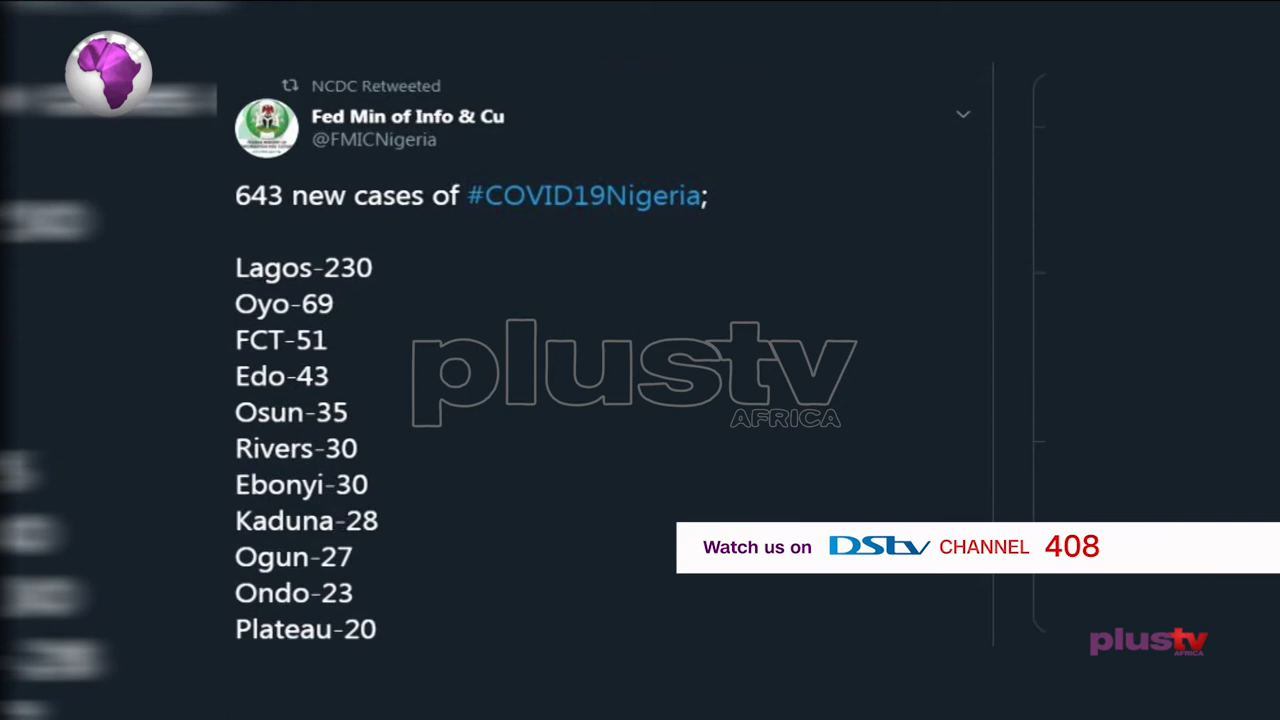 NCDC Retweeted
Fed Min of Info & Cu
@FMICNigeria
643 new cases of #COVID19Nigeria;
Lagos-230
Oyo-69
FCT-51
Edo-43
Osun-35
Rivers-30
Ebonyi-30
Kaduna-28
Ogun-27
Ondo-23
Plateau-20
plustv
AFRICA
Watch us on DStv CHANNEL 408
plustv
AFRICA